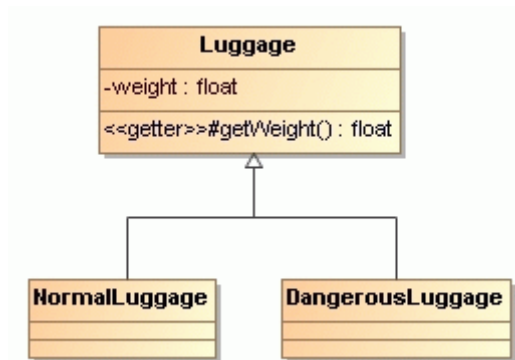 Luggage
-weight : float
<<getter>>#getWeight() : float
NormalLuggage
DangerousLuggage